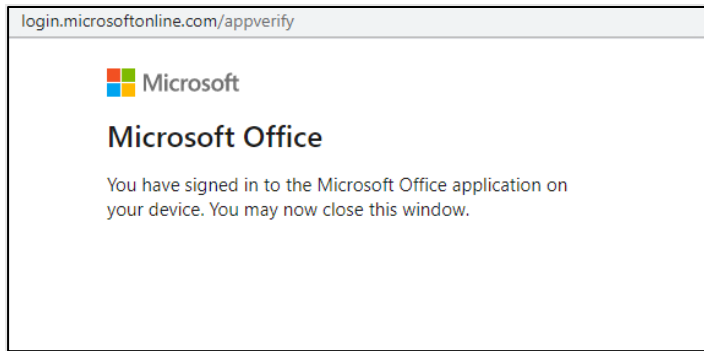 login.microsoftonline.com/appverify
Microsoft
Microsoft Office
You have signed in to the Microsoft Office application on
your device. You may now close this window.